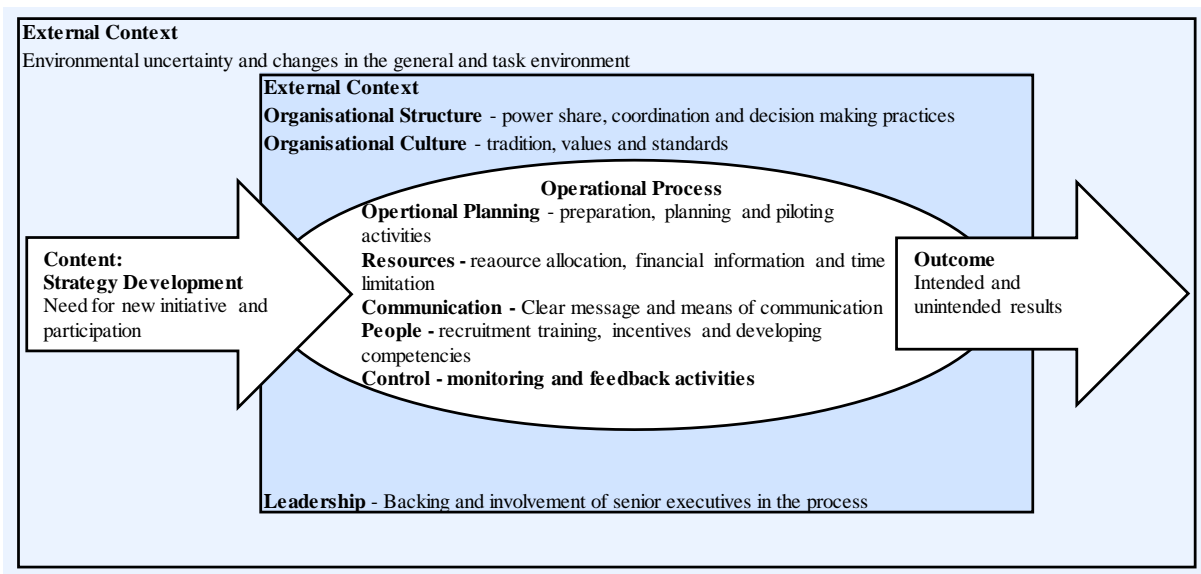 External Context
Environmental uncertainty and changes in the general and task environment
External Context
Organisational Structure - power share, coordination and decision making practices
Organisational Culture - tradition, values and standards
Operational Process
Opertional Planning - preparation, planning and piloting
activities
Resources - reaource allocation, financial information and time
limitation
Communication - Clear message and means of communication
People - recruitment training, incentives and developing
competencies
Control - monitoring and feedback activities
Content:
Strategy Development
Need for new initiative and
participation
Outcome
Intended and
unintended results
Leadership - Backing and involvement of senior executives in the process